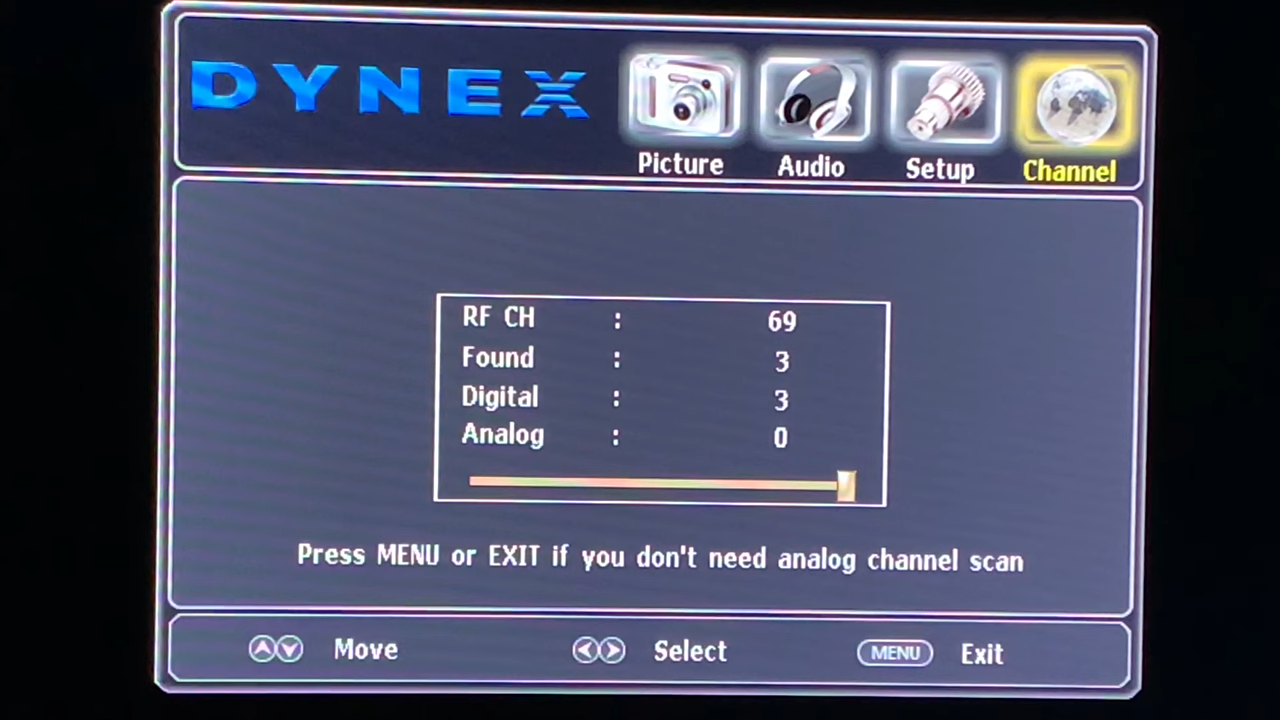 DYNEX
Picture Audio Setup Channel
RF CH : 69
Found : 3
Digital : 3
Analog : 0
Press MENU or EXIT if you don't need analog channel scan
Move Select MENU Exit